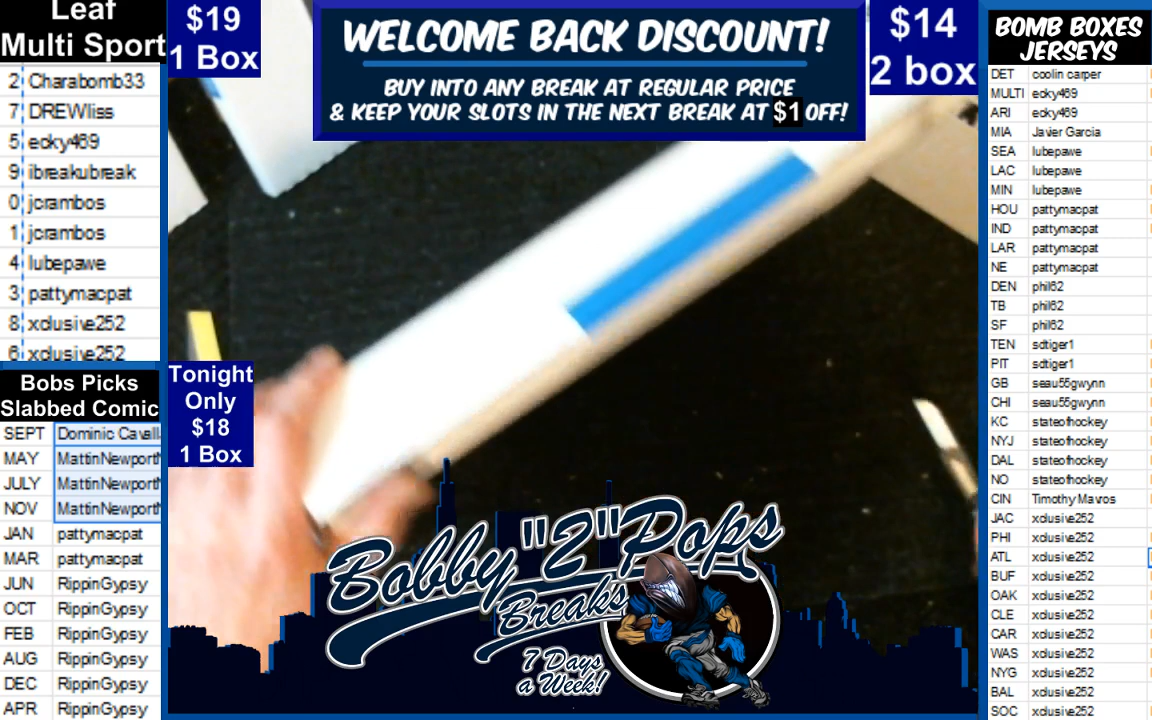 Leaf
Multi Sport
2 Charabomb33
7 DREWliss
5 ecky469
9 ibreakubreak
0 jcrambos
1 jcrambos
4 lubepawe
3 pattymacpat
8 xclusive252
6 xclusive252
Bobs Picks
Slabbed Comic
SEPT Dominic Cavall
MAY MattinNewport
JULY MattinNewport
NOV MattinNewport
JAN pattymacpat
MAR pattymacpat
JUN RippinGypsy
OCT RippinGypsy
FEB RippinGypsy
AUG RippinGypsy
DEC RippinGypsy
APR RippinGypsy
$19
1 Box
WELCOME BACK DISCOUNT!
BUY INTO ANY BREAK AT REGULAR PRICE
& KEEP YOUR SLOTS IN THE NEXT BREAK AT $1 OFF!
$14
2 box
Tonight
Only
$18
1 Box
Bobby "2" Pops
Breaks
7 Days
a Week!
BOMB BOXES
JERSEYS
DET coolin carper
MULTI ecky469
ARI ecky469
MIA Javier Garcia
SEA lubepawe
LAC lubepawe
MIN lubepawe
HOU pattymacpat
IND pattymacpat
LAR pattymacpat
NE pattymacpat
DEN phil62
TB phil62
SF phil62
TEN sdtiger1
PIT sdtiger1
GB seau55gwynn
CHI seau55gwynn
KC stateofhockey
NYJ stateofhockey
DAL stateofhockey
NO stateofhockey
CIN Timothy Mavros
JAC xclusive252
PHI xclusive252
ATL xclusive252
BUF xclusive252
OAK xclusive252
CLE xclusive252
CAR xclusive252
WAS xclusive252
NYG xclusive252
BAL xclusive252
SOC xclusive252